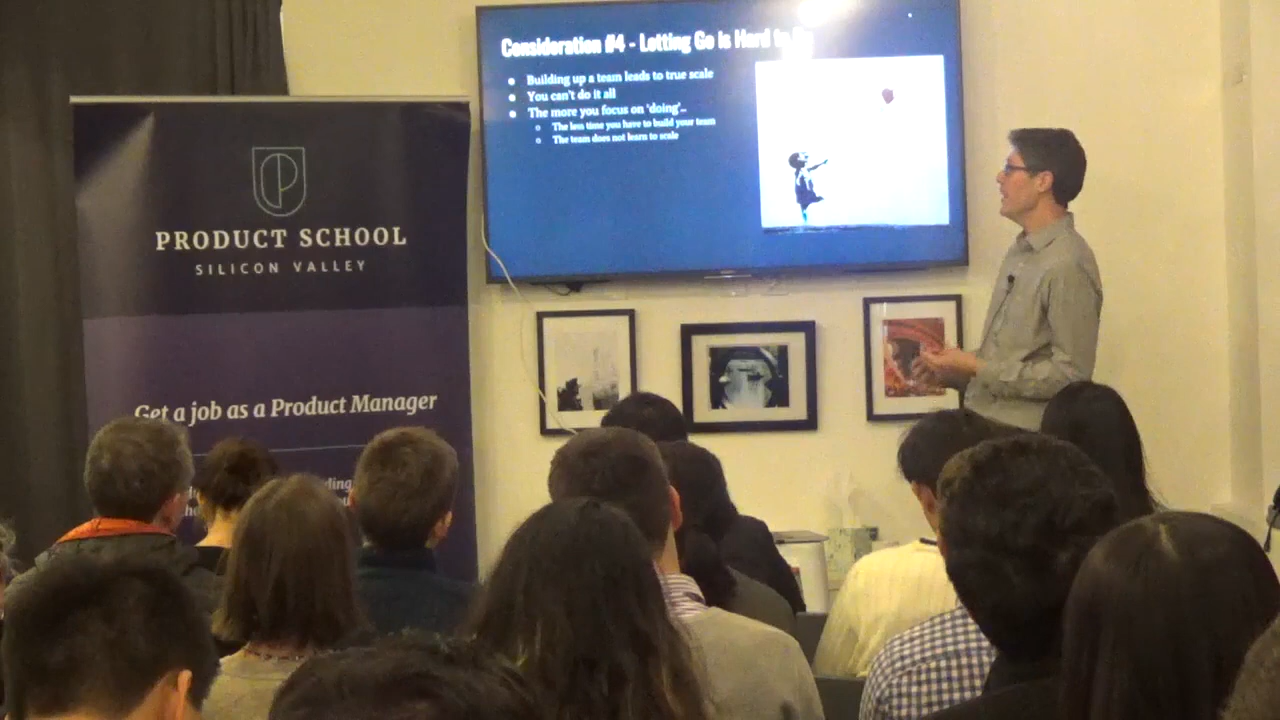 Consideration #4 - Letting Go is Hard to Do
Building up a team leads to true scale
You can't do it all
The more you focus on 'doing'...
The less time you have to build your team
The team does not learn to scale
PRODUCT SCHOOL
SILICON VALLEY
Get a job as a Product Manager